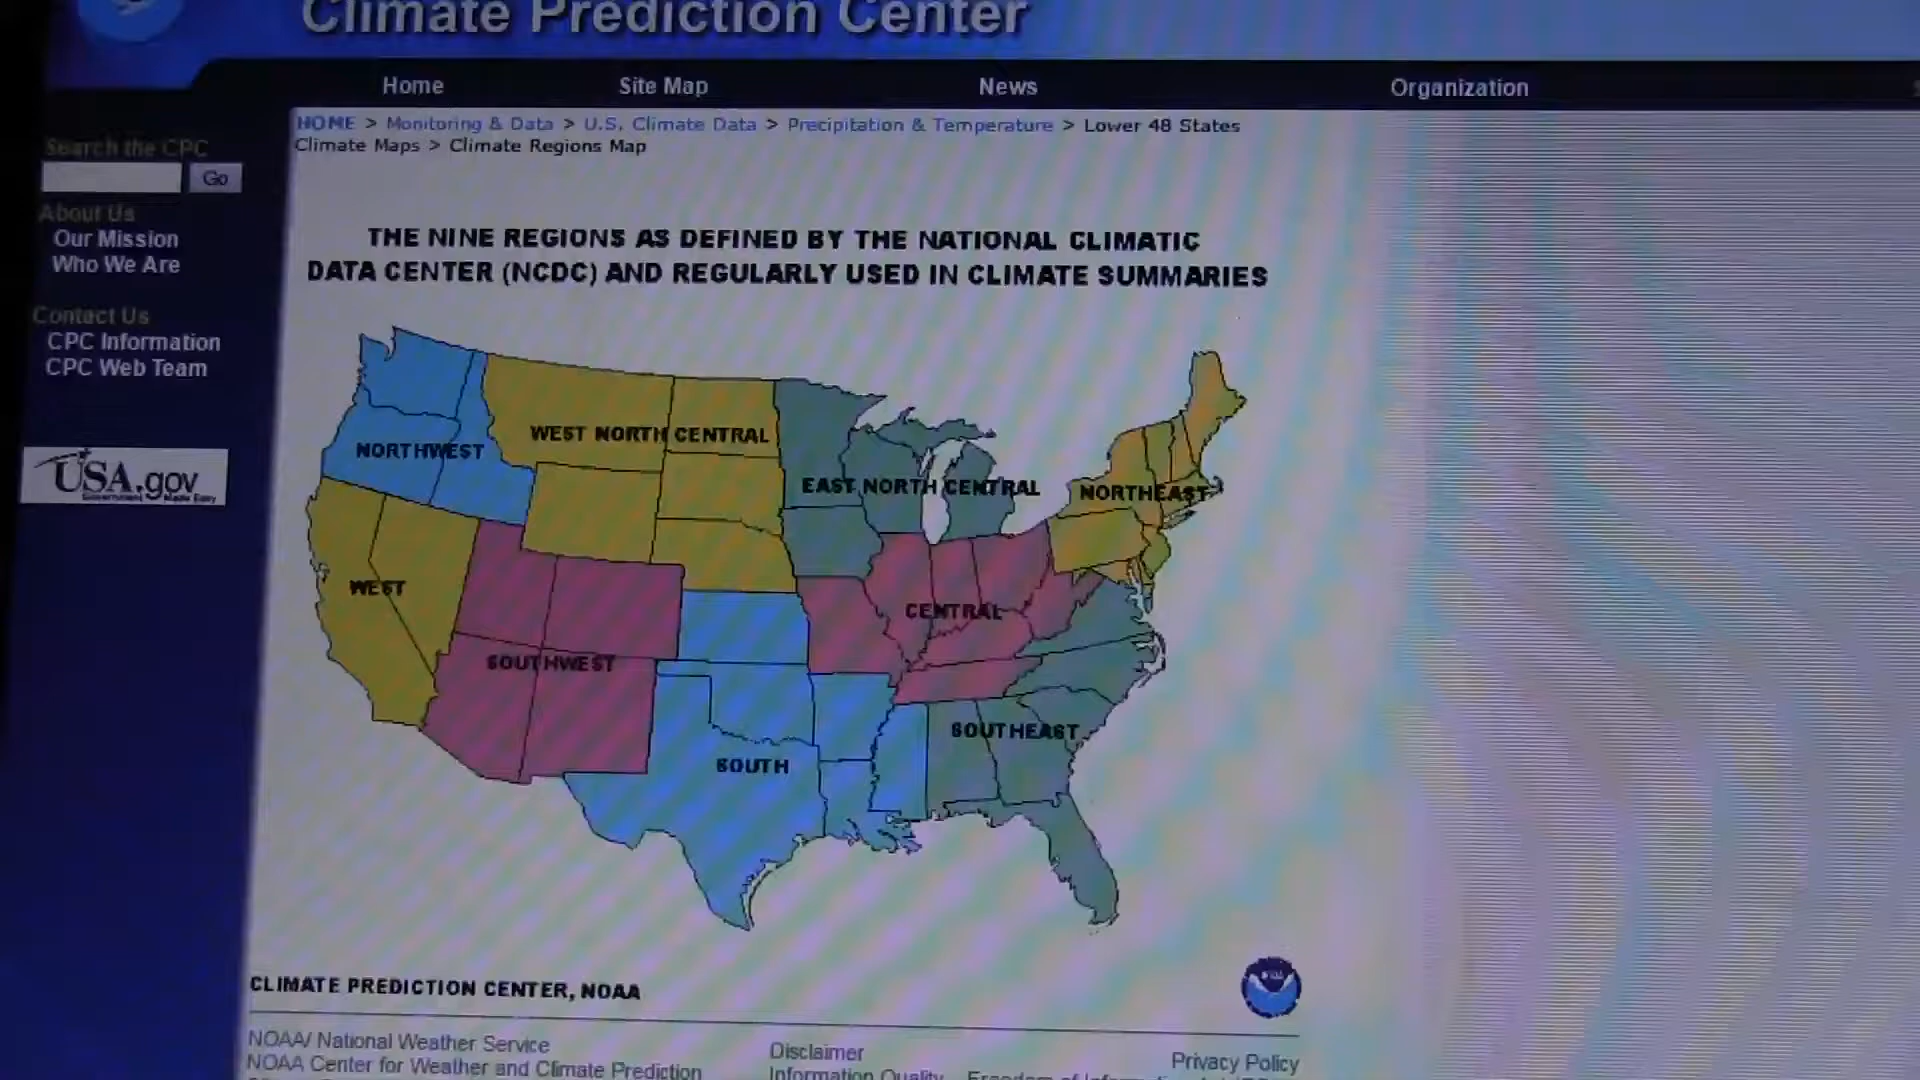 Climate Prediction Center
Home
Site Map
News
Organization
HOME > Monitoring & Data > U.S. Climate Data > Precipitation & Temperature > Lower 48 States
Climate Maps > Climate Regions Map
Search the CPC
Go
About Us
Our Mission
Who We Are
Contact Us
CPC Information
CPC Web Team
USA.gov
Government Made Easy
THE NINE REGIONS AS DEFINED BY THE NATIONAL CLIMATIC
DATA CENTER (NCDC) AND REGULARLY USED IN CLIMATE SUMMARIES
WEST NORTH CENTRAL
NORTHWEST
EAST NORTH CENTRAL
NORTHEAST
WEST
CENTRAL
SOUTHWEST
SOUTHEAST
SOUTH
CLIMATE PREDICTION CENTER, NOAA
NOAA/ National Weather Service
NOAA Center for Weather and Climate Prediction
Disclaimer
Information Quality
Privacy Policy